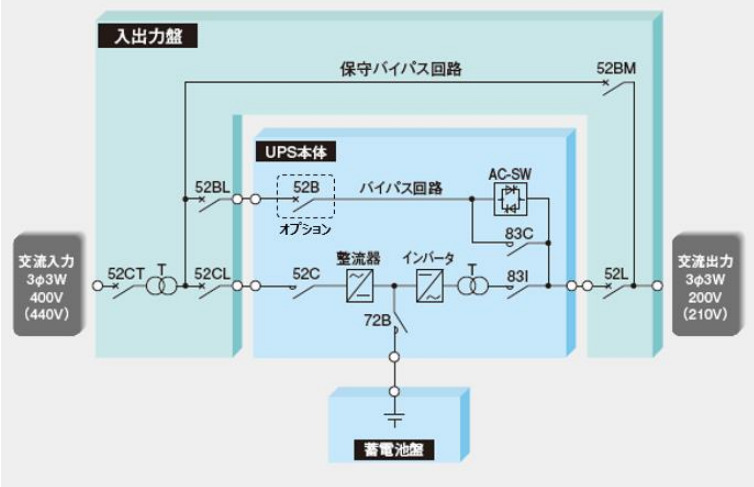 入出力盤
保守バイパス回路
52BM
UPS本体
AC-SW
52BL
52B
バイパス回路
オプション
83C
交流入力
3φ3W
400V
(440V)
52CT
T
52CL
52C
整流器
インバータ
T
83I
52L
交流出力
3φ3W
200V
(210V)
72B
蓄電池盤